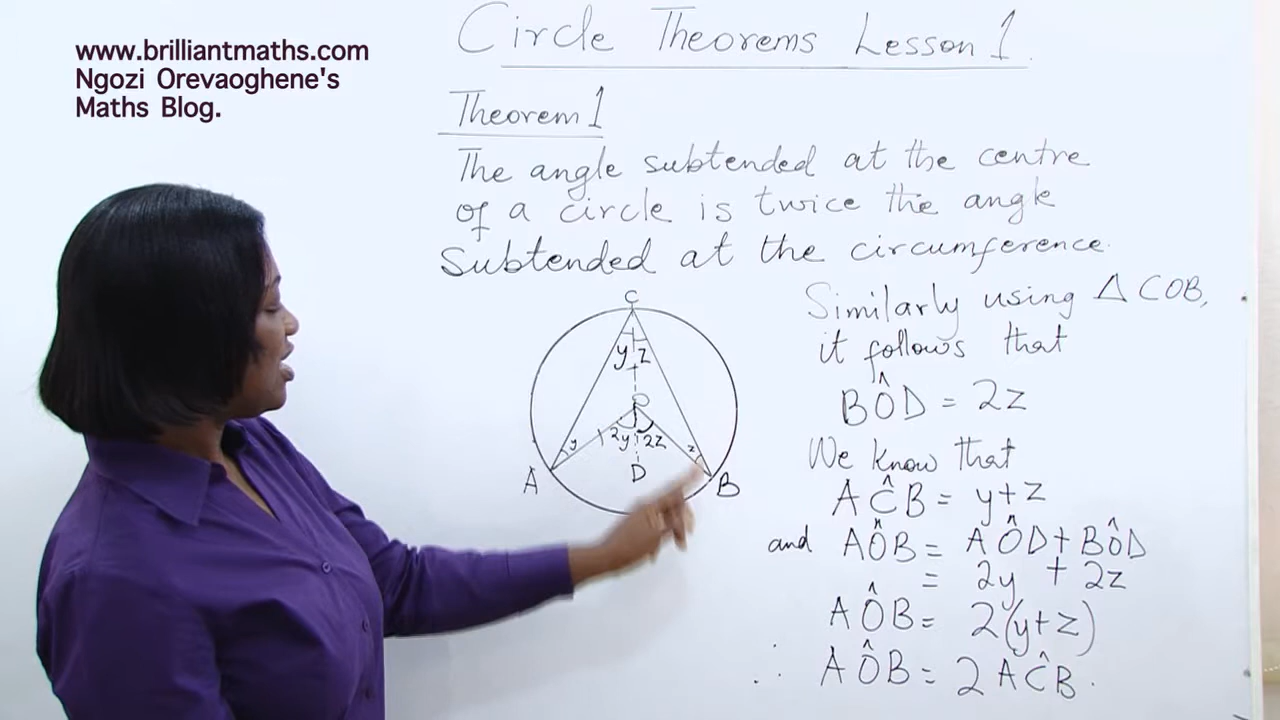 www.brilliantmaths.com
Ngozi Orevaoghene's
Maths Blog.
Circle Theorems Lesson 1
Theorem 1
The angle subtended at the centre
of a circle is twice the angle
subtended at the circumference.
C
y z
O
y 2y 2z z
A D B
Similarly using △COB,
it follows that
BÔD = 2z
We know that
AĈB = y+z
and AÔB = AÔD + BÔD
= 2y + 2z
AÔB = 2(y+z)
∴ AÔB = 2AĈB.